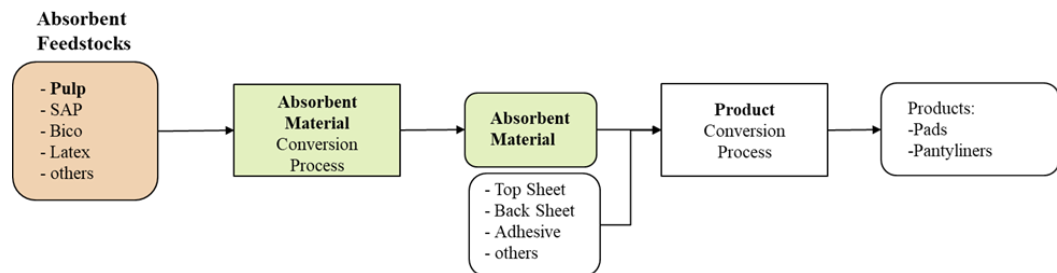 Absorbent
Feedstocks
- Pulp
- SAP
- Bico
- Latex
- others
Absorbent
Material
Conversion
Process
Absorbent
Material
- Top Sheet
- Back Sheet
- Adhesive
- others
Product
Conversion
Process
Products:
-Pads
-Pantyliners